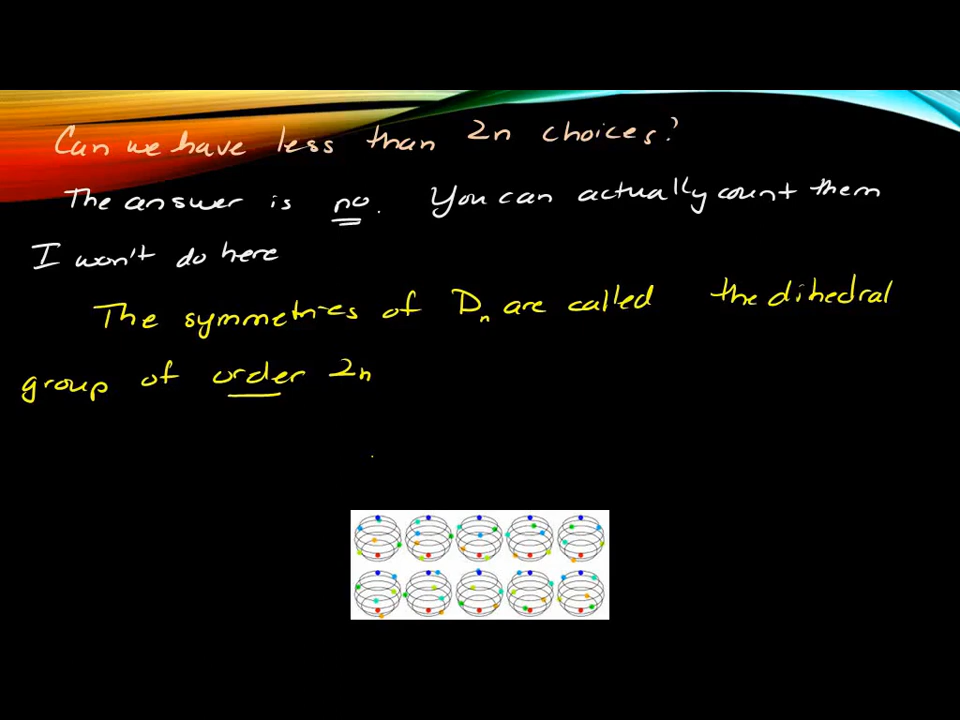 Can we have less than 2n choices?
The answer is no. You can actually count them
I won't do here
The symmetries of Dn are called the dihedral
group of order 2n